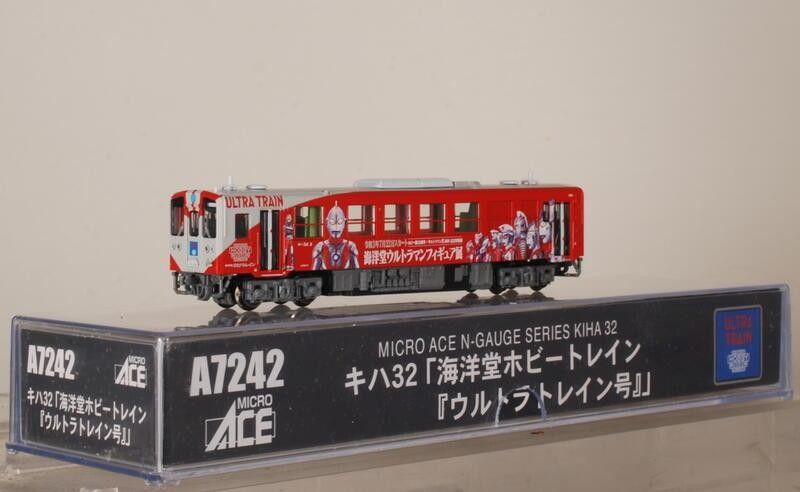 ULTRA TRAIN
海洋堂ウルトラマンフィギュア展
A7242
MICRO
ACE
キハ32「海洋堂ホビートレイン
『ウルトラトレイン号』」
A7242
MICRO
ACE
MICRO ACE N-GAUGE SERIES KIHA 32
キハ32「海洋堂ホビートレイン
『ウルトラトレイン号』」
ULTRA
TRAIN